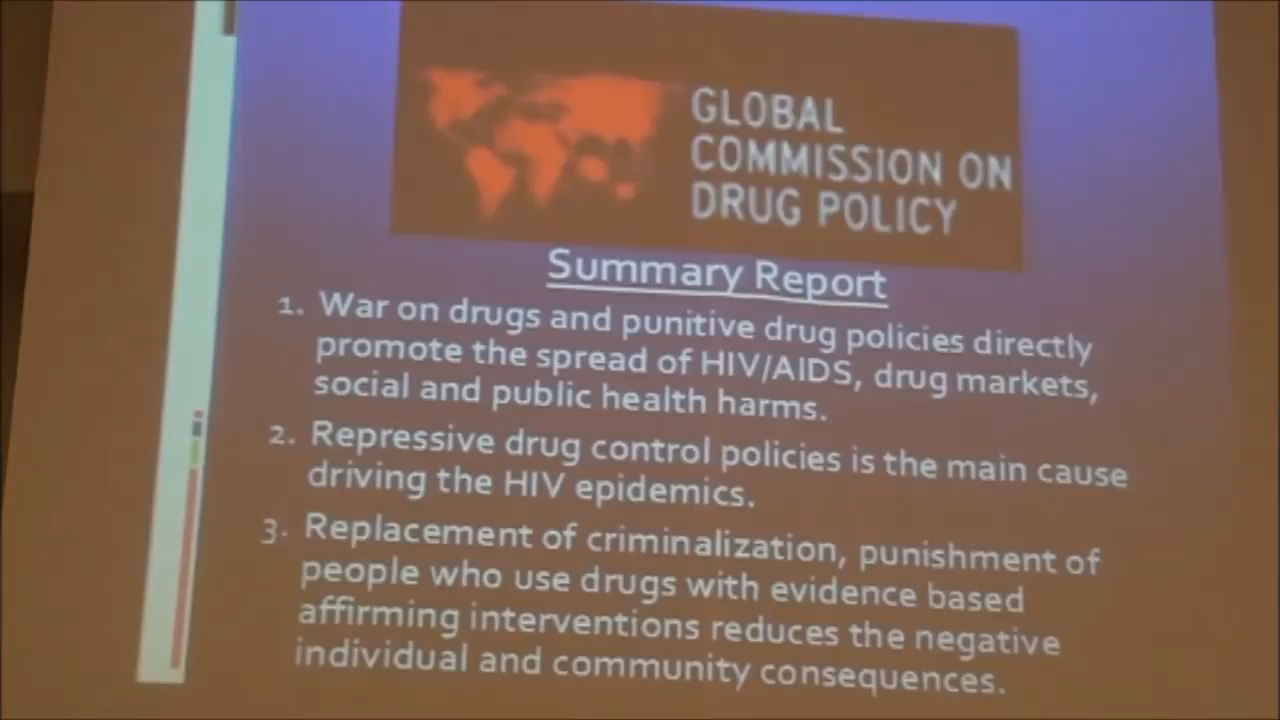 GLOBAL
COMMISSION ON
DRUG POLICY
Summary Report
1. War on drugs and punitive drug policies directly
promote the spread of HIV/AIDS, drug markets,
social and public health harms.
2. Repressive drug control policies is the main cause
driving the HIV epidemics.
3. Replacement of criminalization, punishment of
people who use drugs with evidence based
affirming interventions reduces the negative
individual and community consequences.